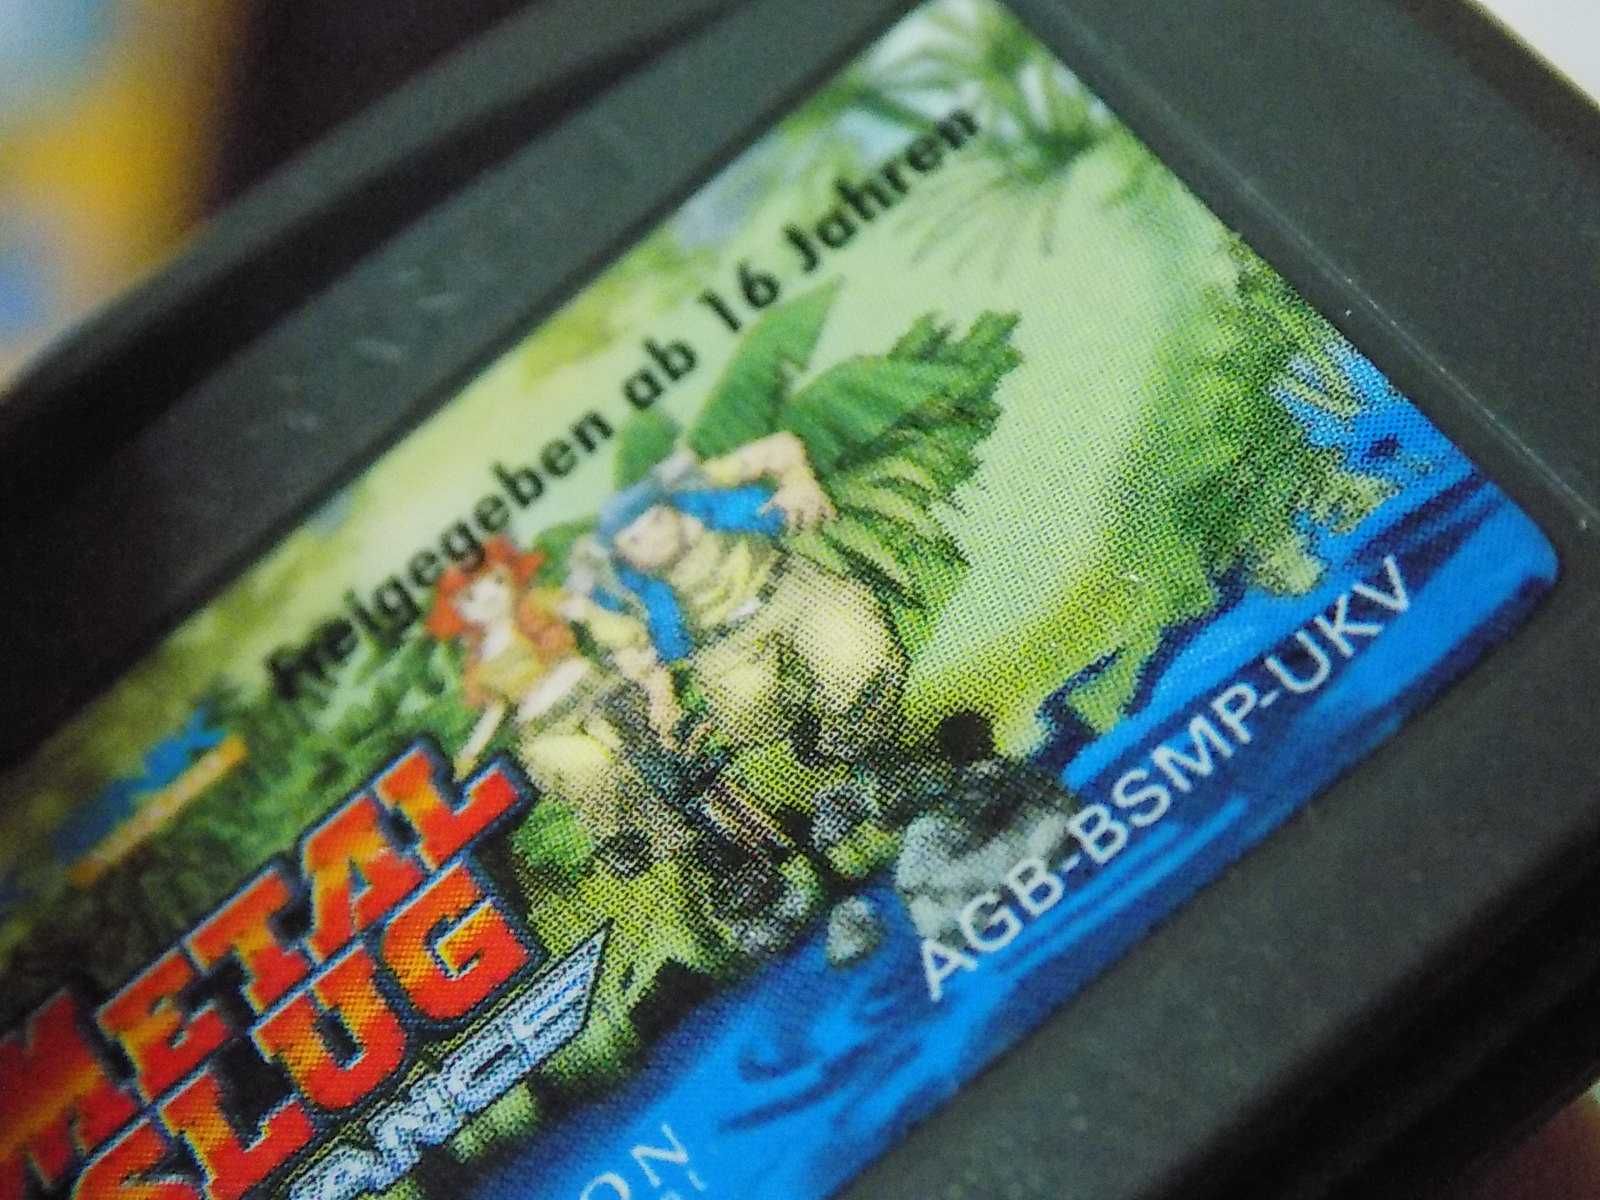 freigegeben ab 16 Jahren
METAL
SLUG
AGB-BSMP-UKV